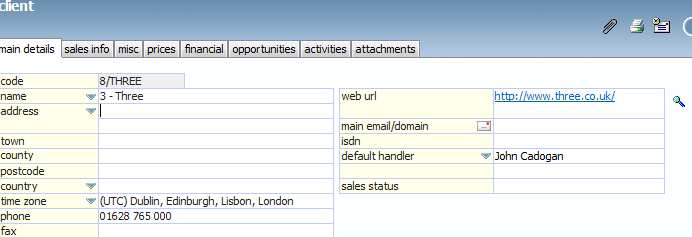 client
main details sales info misc prices financial opportunities activities attachments
code 8/THREE
name 3 - Three
address
town
county
postcode
country
time zone (UTC) Dublin, Edinburgh, Lisbon, London
phone 01628 765 000
fax
web url http://www.three.co.uk/
main email/domain
isdn
default handler John Cadogan
sales status